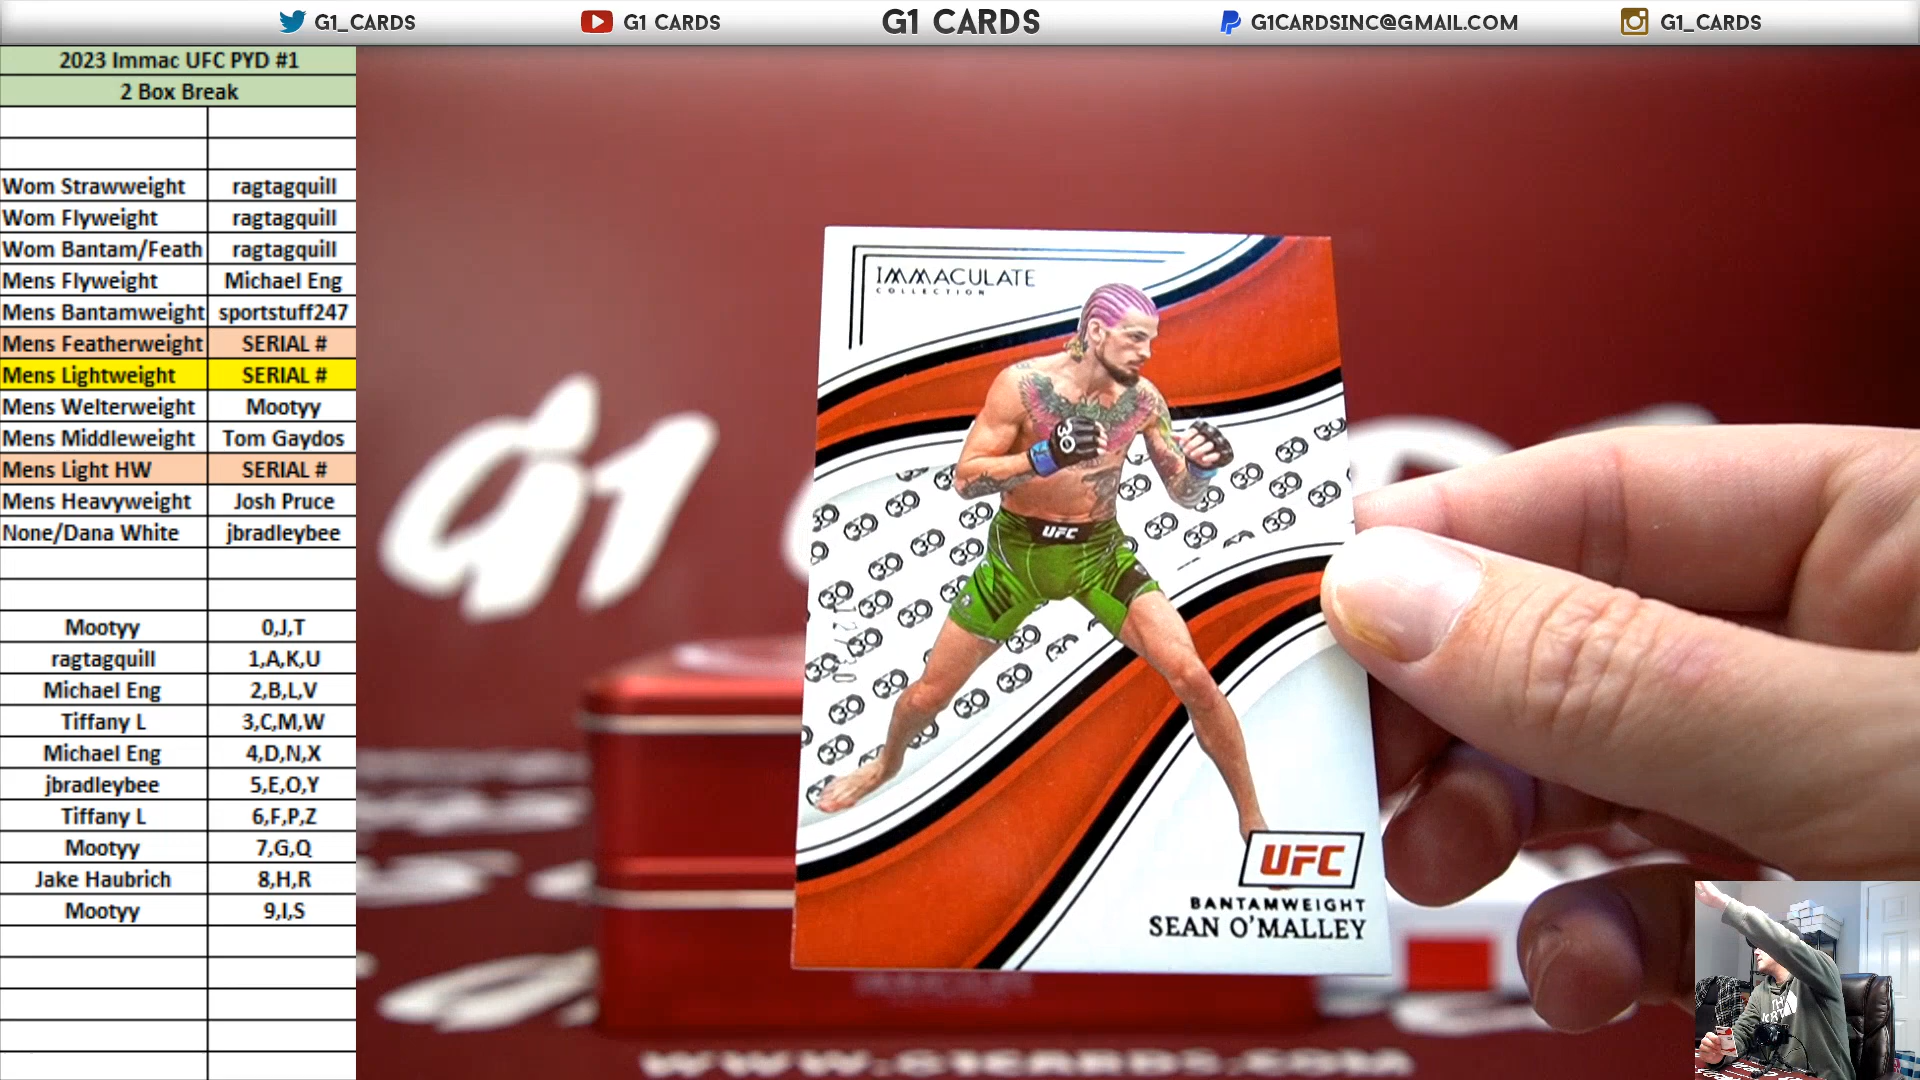 G1_CARDS
G1 CARDS
G1 CARDS
G1CARDSINC@GMAIL.COM
G1_CARDS
2023 Immac UFC PYD #1
2 Box Break
Wom Strawweight ragtagquill
Wom Flyweight ragtagquill
Wom Bantam/Feath ragtagquill
Mens Flyweight Michael Eng
Mens Bantamweight sportstuff247
Mens Featherweight SERIAL #
Mens Lightweight SERIAL #
Mens Welterweight Mootyy
Mens Middleweight Tom Gaydos
Mens Light HW SERIAL #
Mens Heavyweight Josh Pruce
None/Dana White jbradleybee
Mootyy 0,J,T
ragtagquill 1,A,K,U
Michael Eng 2,B,L,V
Tiffany L 3,C,M,W
Michael Eng 4,D,N,X
jbradleybee 5,E,O,Y
Tiffany L 6,F,P,Z
Mootyy 7,G,Q
Jake Haubrich 8,H,R
Mootyy 9,I,S
IMMACULATE
COLLECTION
UFC
UFC
BANTAMWEIGHT
SEAN O'MALLEY
G1
WWW.G1CARDS.COM